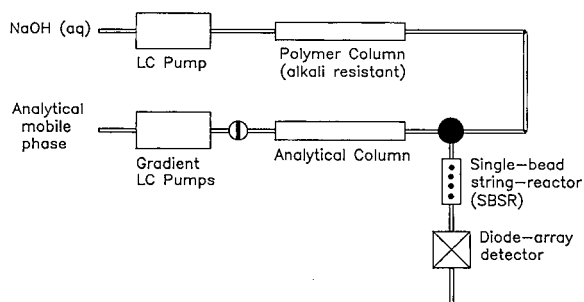 NaOH (aq)
LC Pump
Polymer Column
(alkali resistant)
Analytical
mobile
phase
Gradient
LC Pumps
Analytical Column
Single-bead
string-reactor
(SBSR)
Diode-array
detector